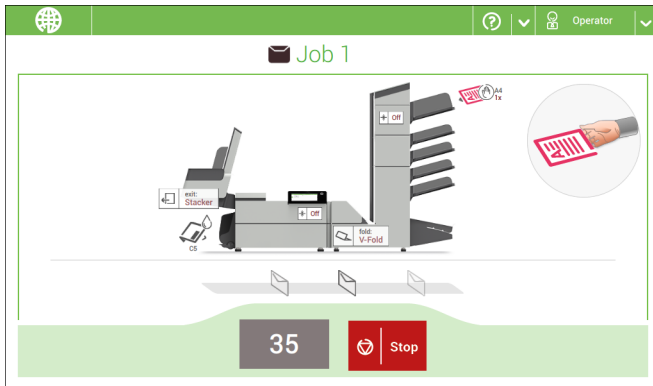 Operator
Job 1
A4
1x
Off
exit:
Stacker
Off
fold:
V-Fold
C5
35
Stop